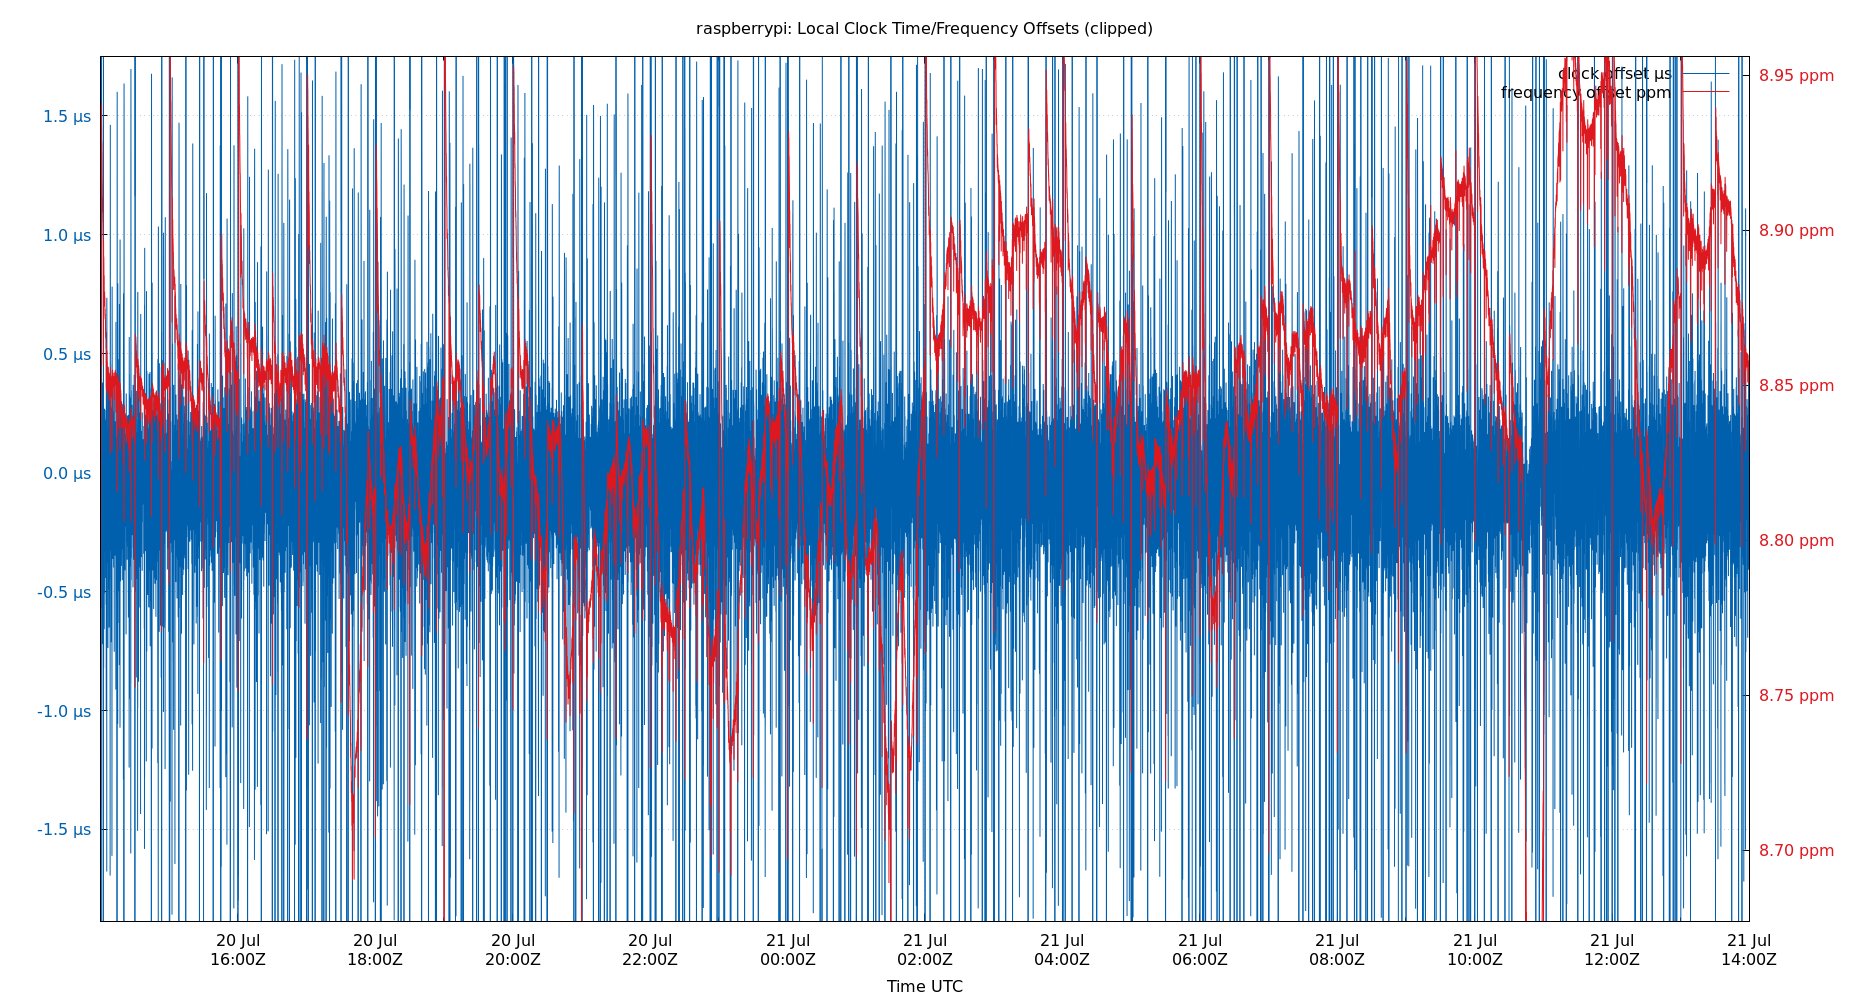 raspberrypi: Local Clock Time/Frequency Offsets (clipped)
clock offset µs
frequency offset ppm
1.5 µs
1.0 µs
0.5 µs
0.0 µs
-0.5 µs
-1.0 µs
-1.5 µs
8.95 ppm
8.90 ppm
8.85 ppm
8.80 ppm
8.75 ppm
8.70 ppm
20 Jul 20 Jul 20 Jul 20 Jul 21 Jul 21 Jul 21 Jul 21 Jul 21 Jul 21 Jul 21 Jul 21 Jul
16:00Z 18:00Z 20:00Z 22:00Z 00:00Z 02:00Z 04:00Z 06:00Z 08:00Z 10:00Z 12:00Z 14:00Z
Time UTC